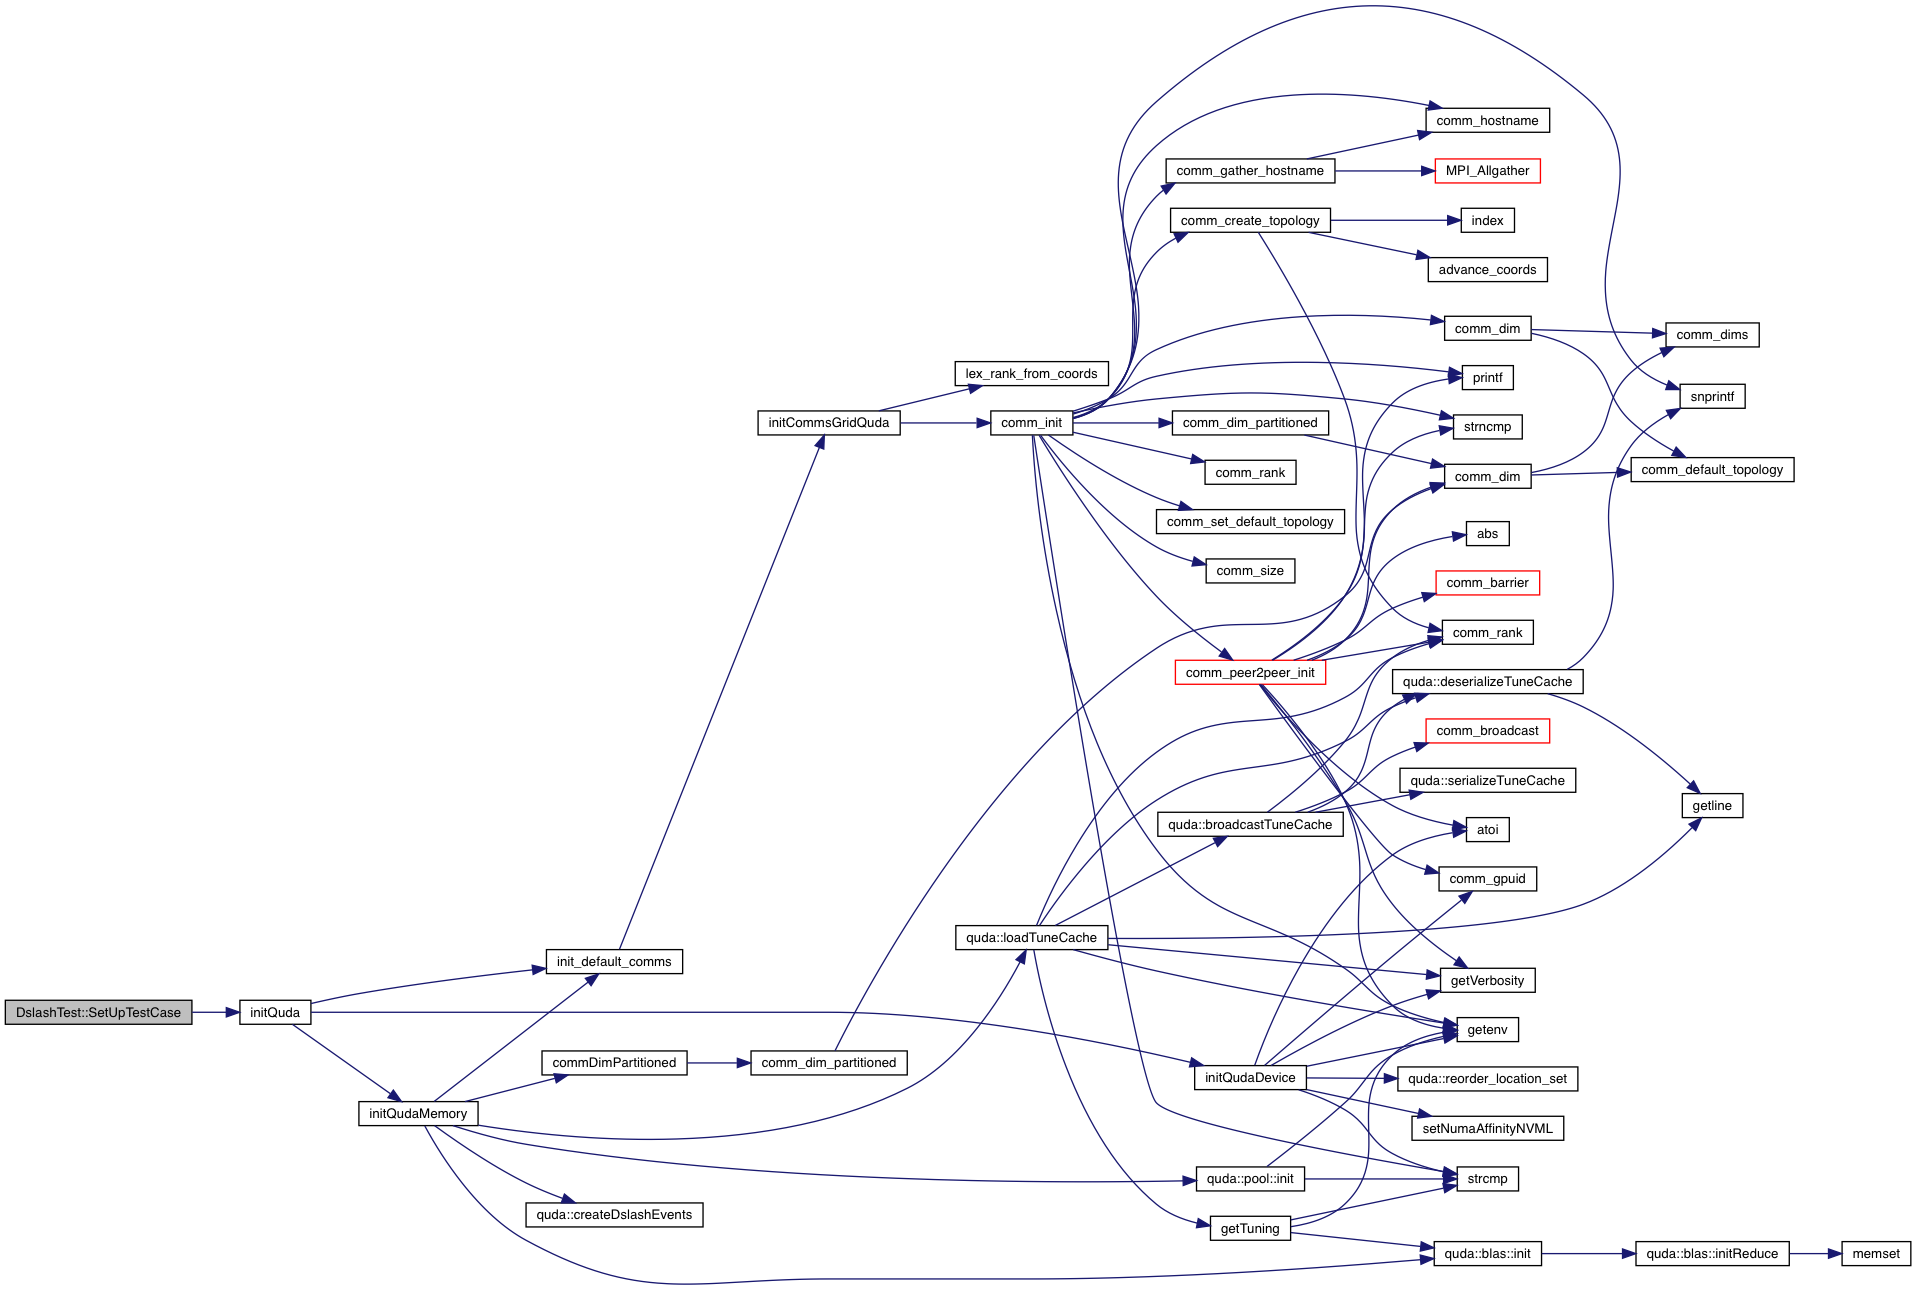 comm_hostname
comm_gather_hostname
MPI_Allgather
comm_create_topology
index
advance_coords
comm_dim
comm_dims
lex_rank_from_coords
printf
snprintf
initCommsGridQuda
comm_init
comm_dim_partitioned
strncmp
comm_rank
comm_dim
comm_default_topology
comm_set_default_topology
abs
comm_size
comm_barrier
comm_rank
comm_peer2peer_init
quda::deserializeTuneCache
comm_broadcast
quda::serializeTuneCache
getline
quda::broadcastTuneCache
atoi
comm_gpuid
quda::loadTuneCache
init_default_comms
getVerbosity
DslashTest::SetUpTestCase
initQuda
getenv
commDimPartitioned
comm_dim_partitioned
initQudaDevice
quda::reorder_location_set
initQudaMemory
setNumaAffinityNVML
quda::pool::init
strcmp
quda::createDslashEvents
getTuning
quda::blas::init
quda::blas::initReduce
memset